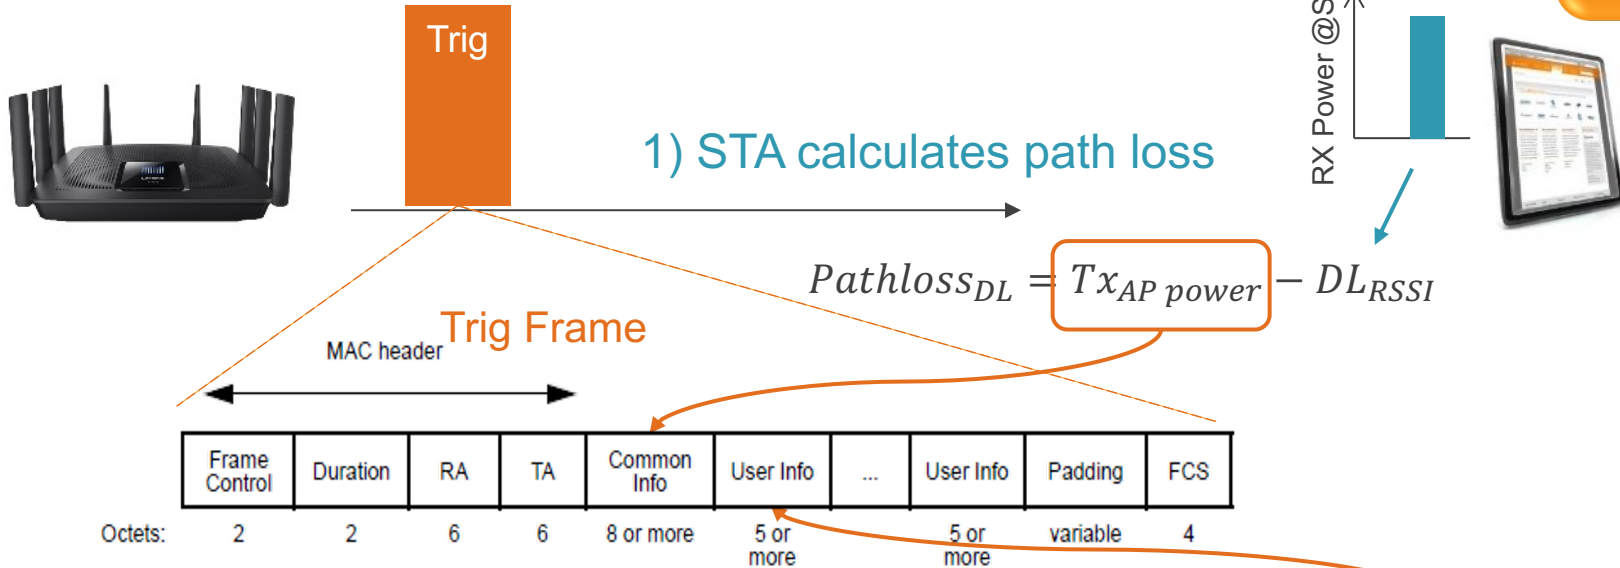 Trig
RX Power @S
1) STA calculates path loss
Pathloss_DL = Tx_AP power − DL_RSSI
Trig Frame
MAC header
Frame Control Duration RA TA Common Info User Info ... User Info Padding FCS
Octets: 2 2 6 6 8 or more 5 or more 5 or more variable 4